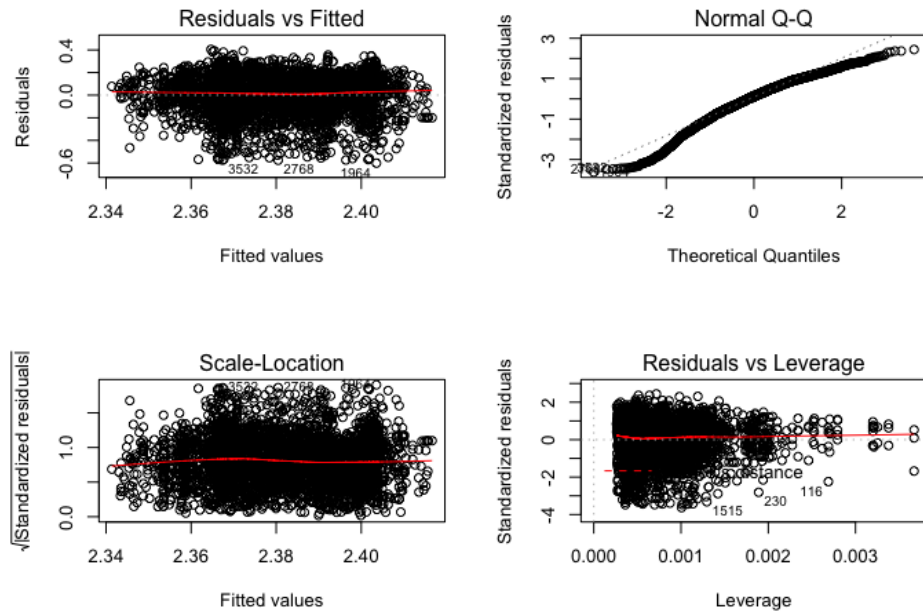 Residuals vs Fitted
Residuals
0.4
0.0
-0.6
3532 2768 1964
2.34 2.36 2.38 2.40
Fitted values
Normal Q-Q
Standardized residuals
3
1
-1
-3
-2 0 2
Theoretical Quantiles
Scale-Location
√|Standardized residuals|
1.0
0.0
3532 2768 1964
2.34 2.36 2.38 2.40
Fitted values
Residuals vs Leverage
Standardized residuals
2
0
-2
-4
distance
1515 230 116
0.000 0.001 0.002 0.003
Leverage